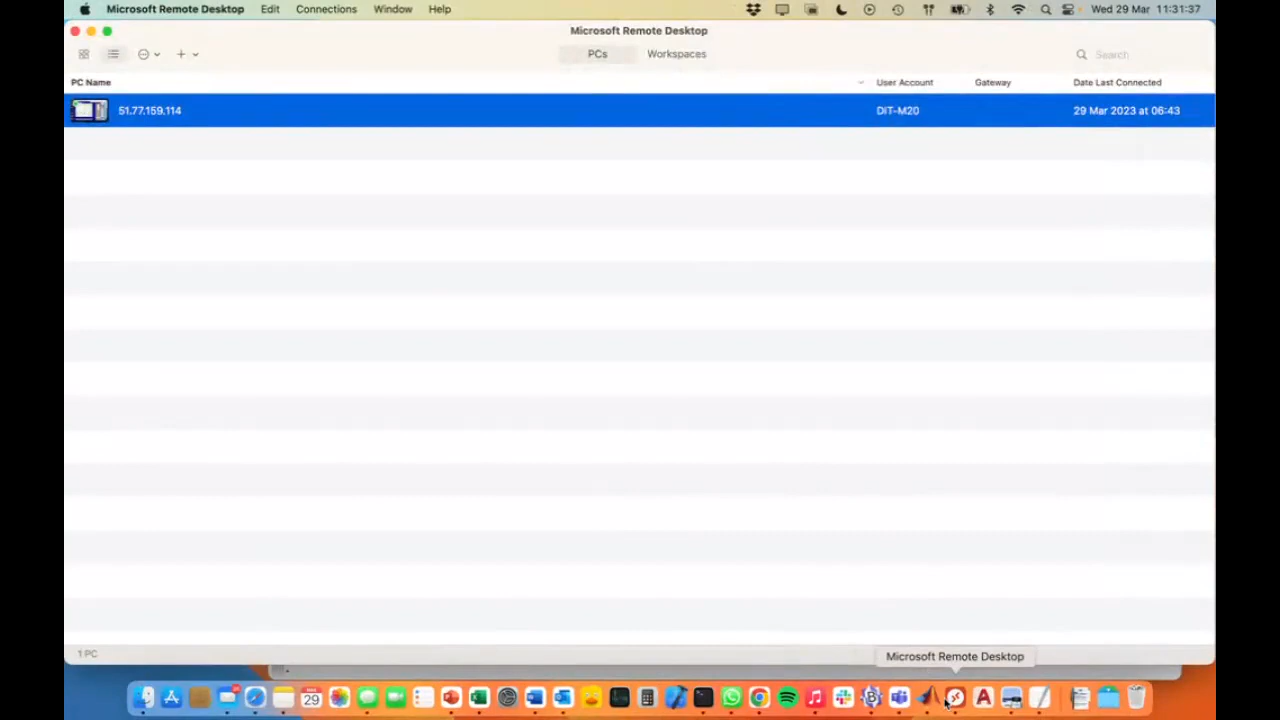 Microsoft Remote Desktop Edit Connections Window Help Wed 29 Mar 11:31:37
Microsoft Remote Desktop
PCs Workspaces Search
PC Name User Account Gateway Date Last Connected
51.77.159.114 DIT-M20 29 Mar 2023 at 06:43
1 PC
Microsoft Remote Desktop
29